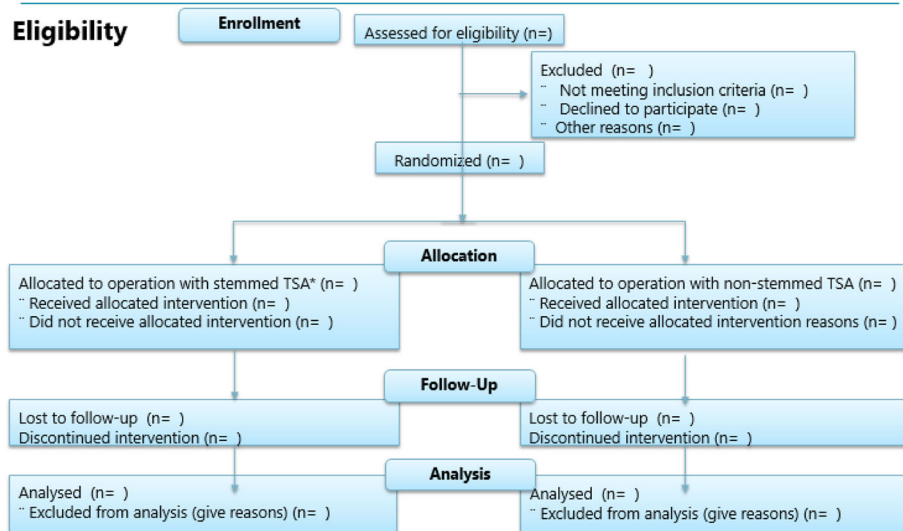 Eligibility
Enrollment
Assessed for eligibility (n=)
Excluded (n= )
¨ Not meeting inclusion criteria (n= )
¨ Declined to participate (n= )
¨ Other reasons (n= )
Randomized (n= )
Allocation
Allocated to operation with stemmed TSA* (n= )
¨ Received allocated intervention (n= )
¨ Did not receive allocated intervention (n= )
Allocated to operation with non-stemmed TSA (n= )
¨ Received allocated intervention (n= )
¨ Did not receive allocated intervention reasons (n= )
Follow-Up
Lost to follow-up (n= )
Discontinued intervention (n= )
Lost to follow-up (n= )
Discontinued intervention (n= )
Analysis
Analysed (n= )
¨ Excluded from analysis (give reasons) (n= )
Analysed (n= )
¨ Excluded from analysis (give reasons) (n= )